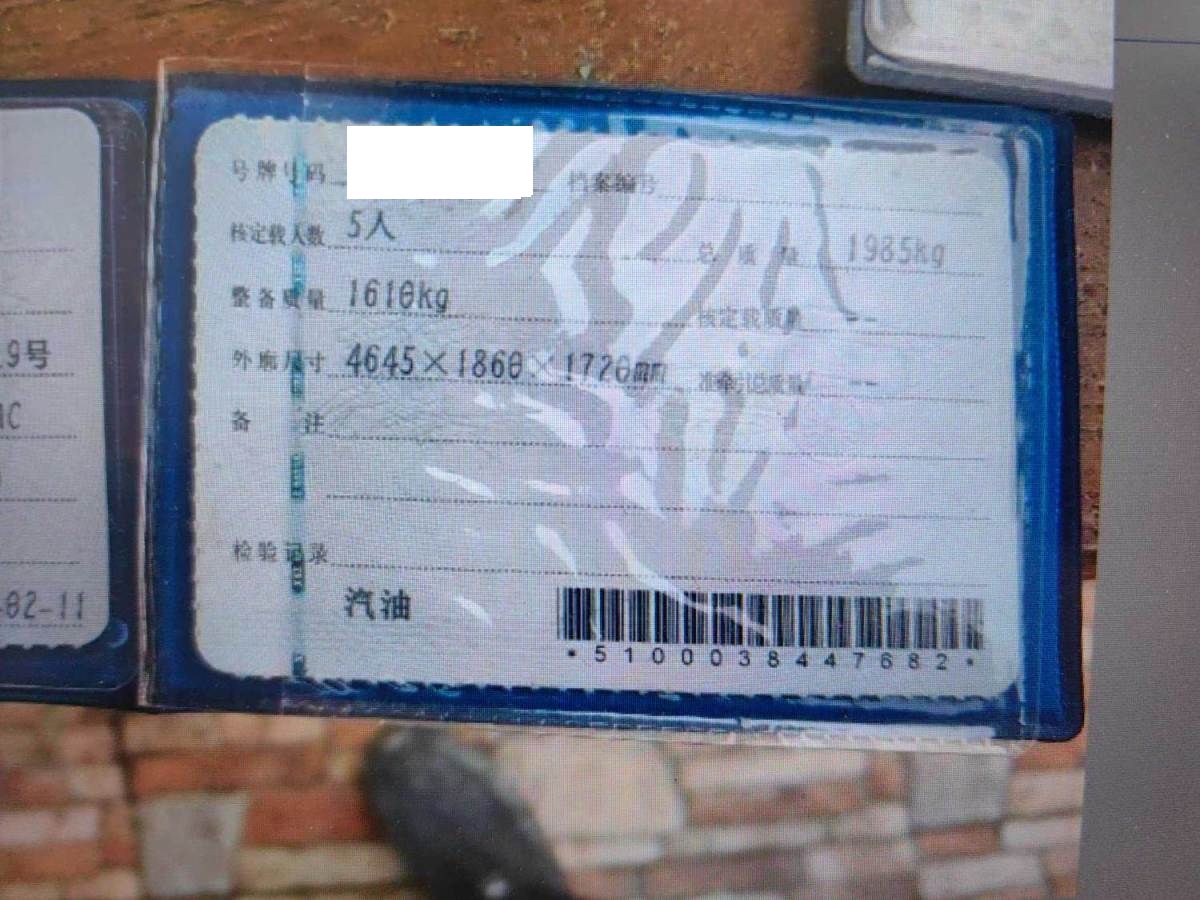 号牌号码 档案编号
核定载人数 5人 总质量 1985kg
整备质量 1610kg 核定载质量 --
外廓尺寸 4645×1860×1720mm 准牵引总质量 --
备注
检验记录
汽油
*5100038447682*
9号
1C
-02-11